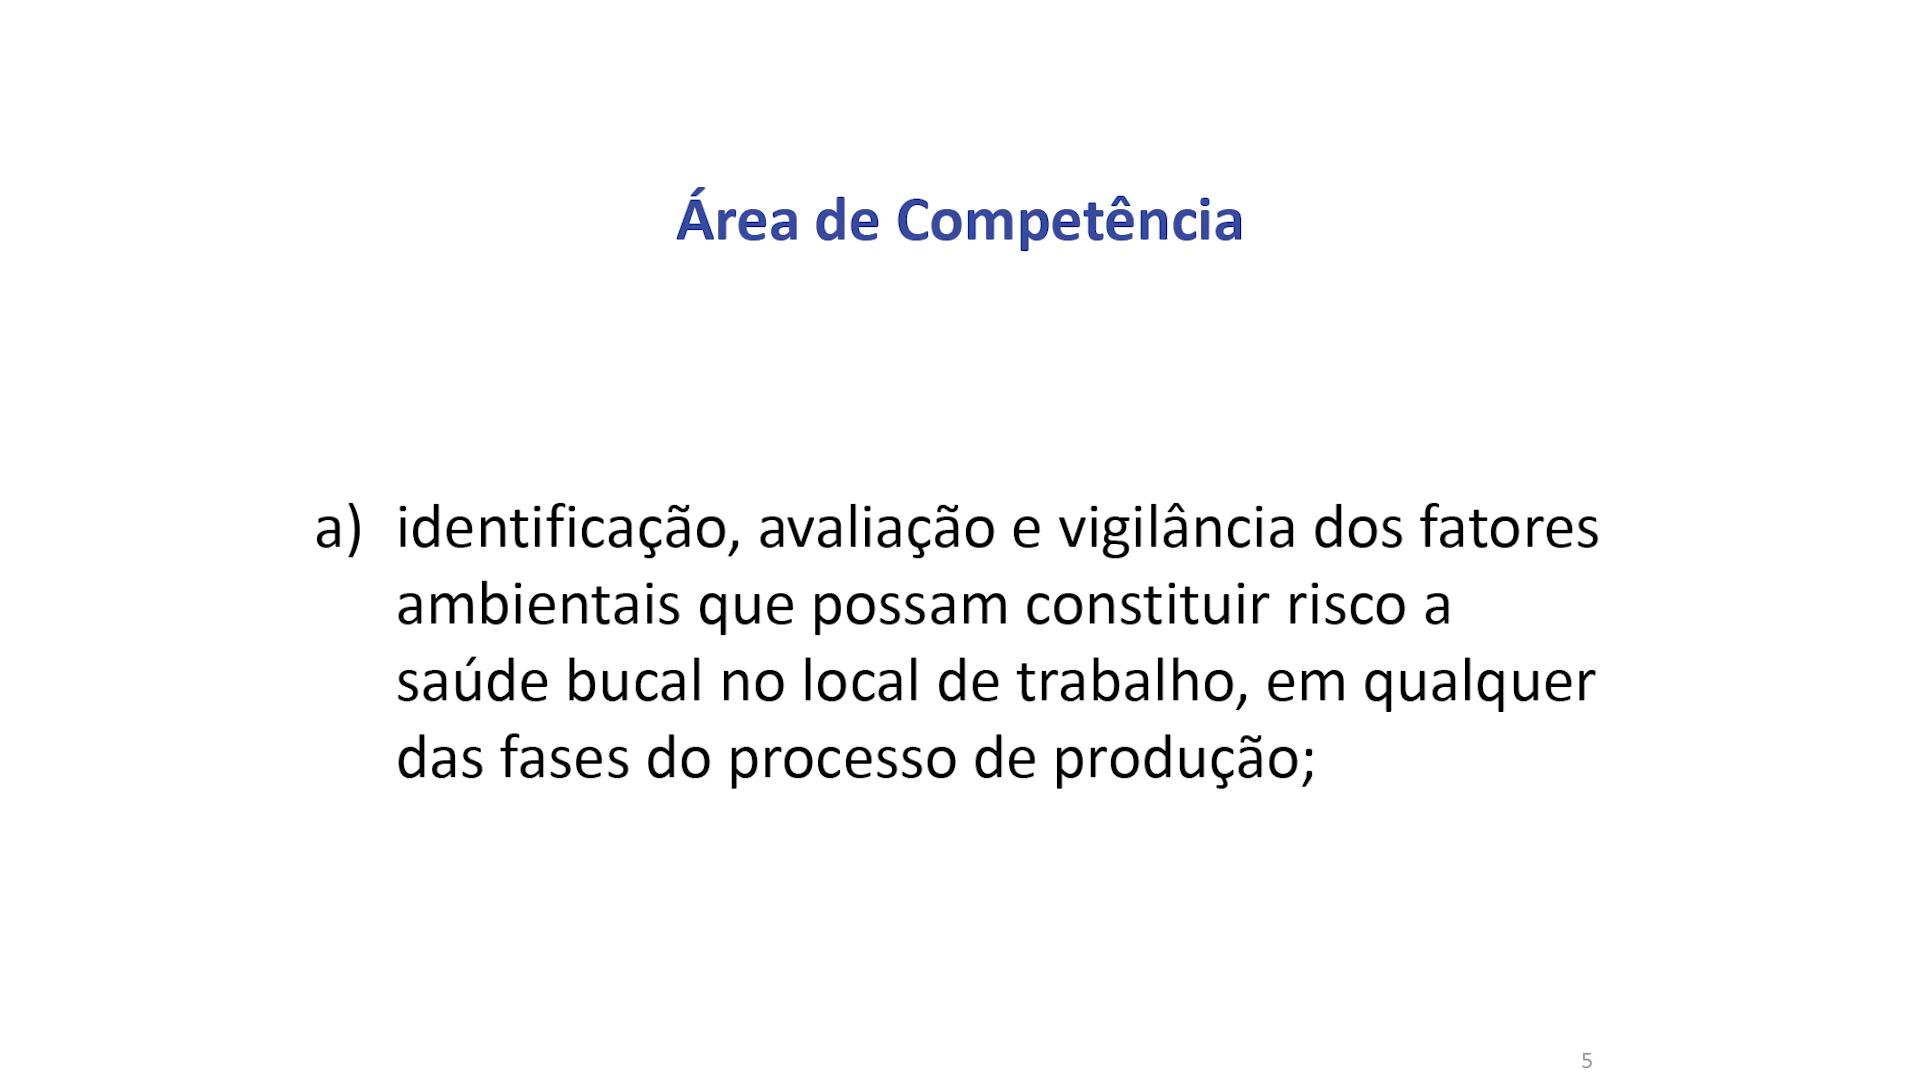 Área de Competência
a) identificação, avaliação e vigilância dos fatores
ambientais que possam constituir risco a
saúde bucal no local de trabalho, em qualquer
das fases do processo de produção;
5